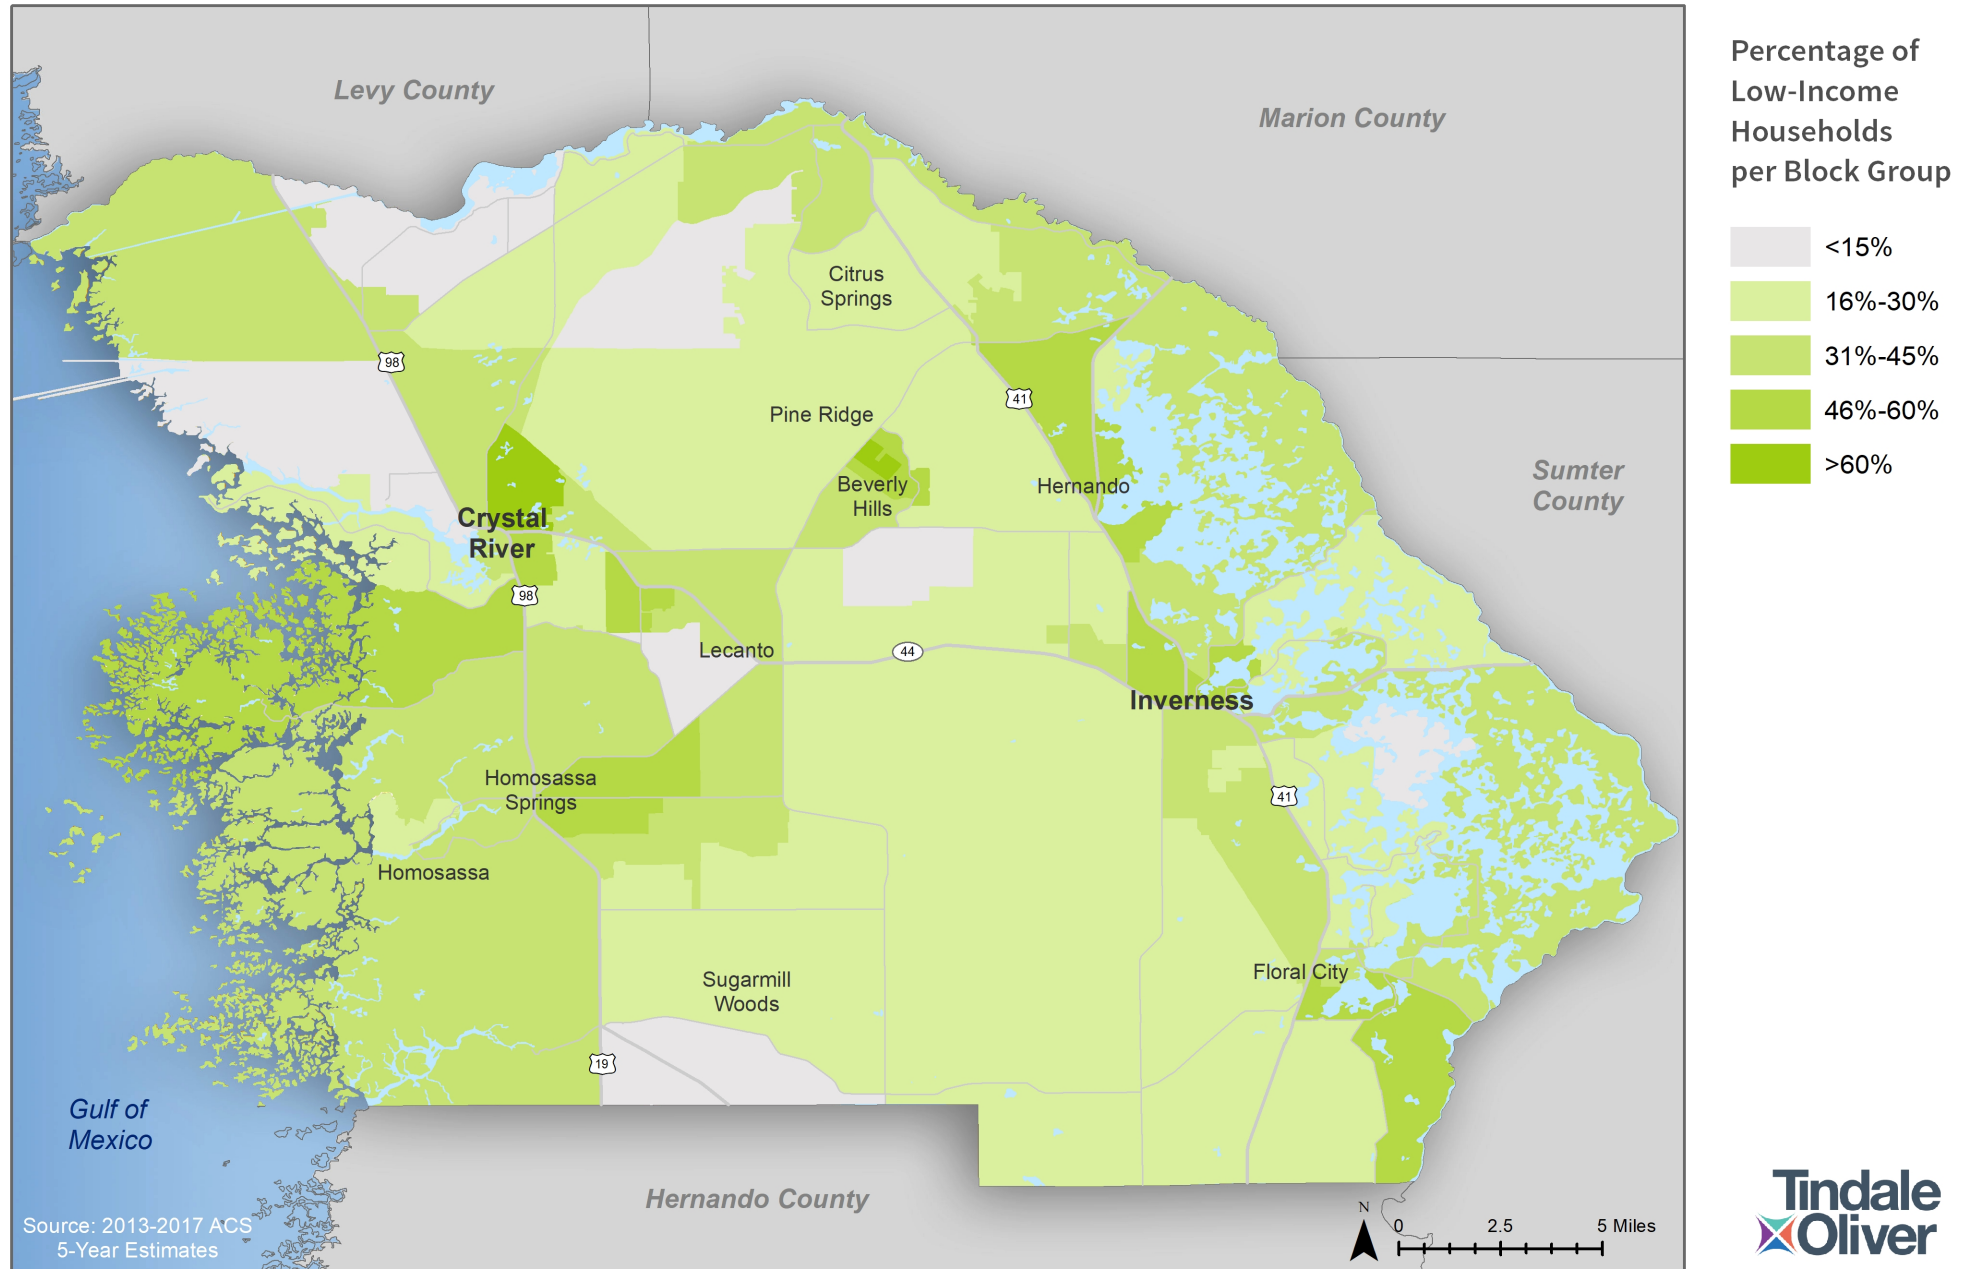 Levy County
Marion County
Percentage of
Low-Income
Households
per Block Group
<15%
16%-30%
31%-45%
46%-60%
>60%
Citrus
Springs
98
41
Pine Ridge
Beverly
Hills
Hernando
Sumter
County
Crystal
River
98
Lecanto
44
Inverness
Homosassa
Springs
41
Homosassa
Floral City
Sugarmill
Woods
19
Gulf of
Mexico
Hernando County
Source: 2013-2017 ACS
5-Year Estimates
N
0 2.5 5 Miles
Tindale
Oliver